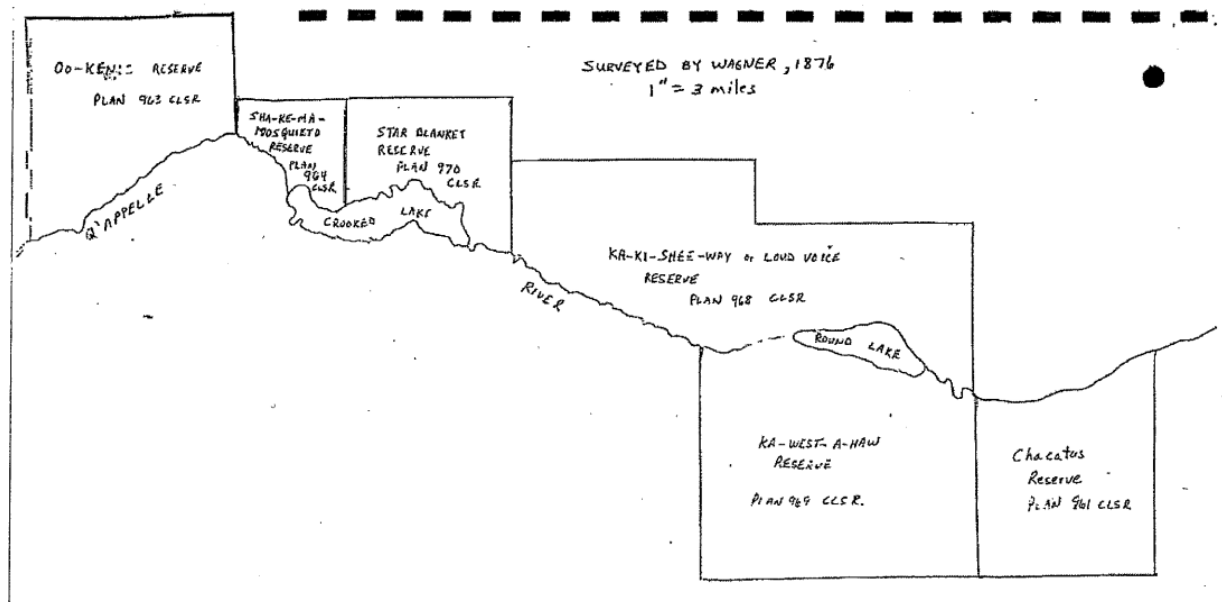 SURVEYED BY WAGNER, 1876
1" = 3 miles
RESERVE
PLAN 963 CLSR
SHA-KE-MA-
MOSQUITO
RESERVE
PLAN
964
CLSR
STAR BLANKET
RESERVE
PLAN 970
CLSR
Q'APPELLE
CROOKED LAKE
RIVER
KA-KI-SHEE-WAY or LOUD VOICE
RESERVE
PLAN 968 CLSR
ROUND LAKE
KA-WEST-A-HAW
RESERVE
PLAN 969 CLSR.
Chacatus
Reserve
PLAN 961 CLSR